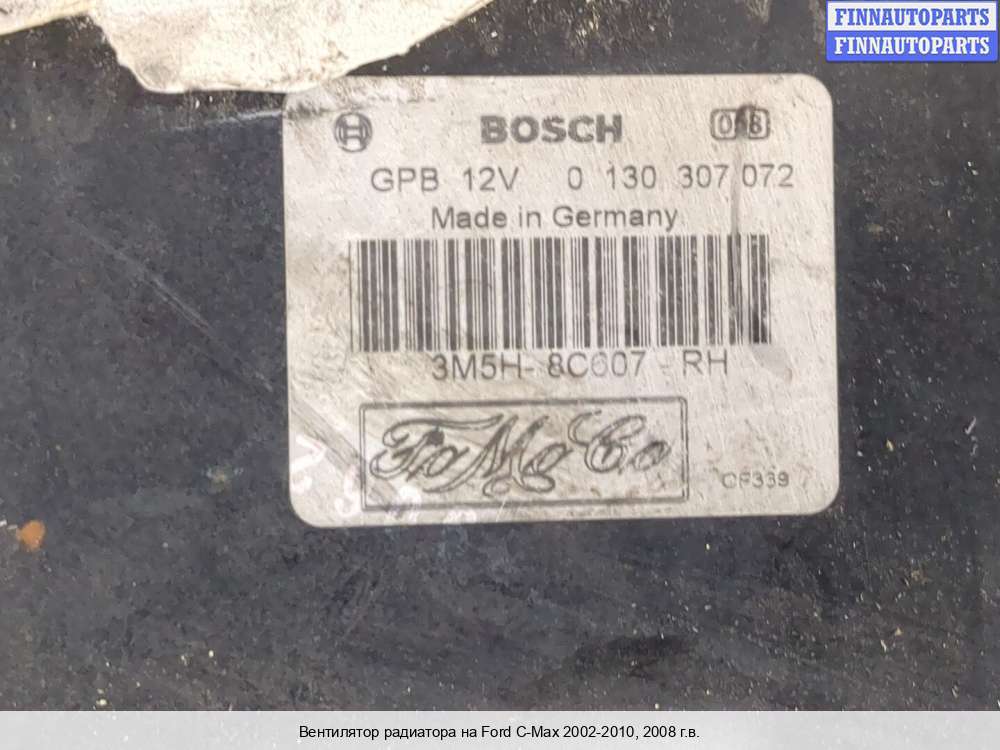 FINNAUTOPARTS
FINNAUTOPARTS
BOSCH
GPB 12V 0 130 307 072
Made in Germany
3M5H- 8C607 - RH
FoMoCo
CF339
Вентилятор радиатора на Ford C-Max 2002-2010, 2008 г.в.